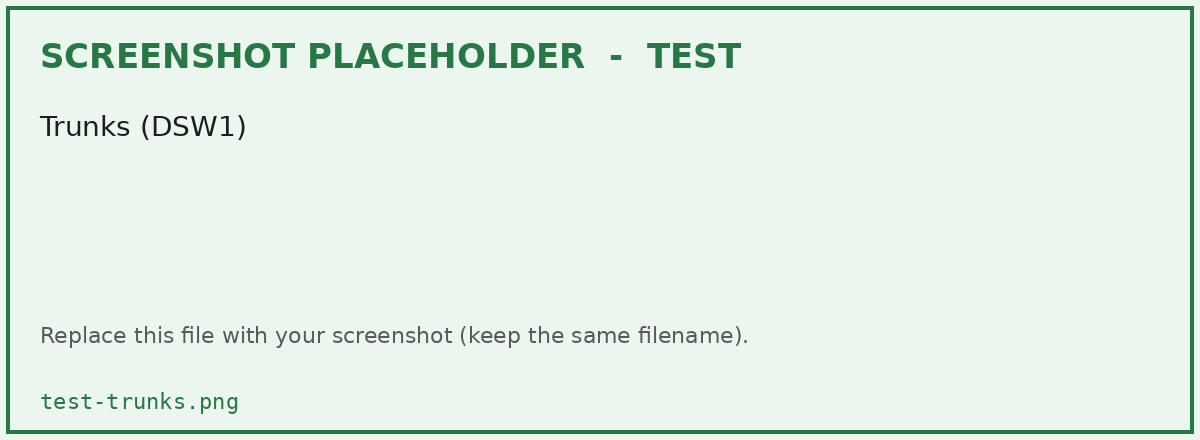 SCREENSHOT PLACEHOLDER - TEST
Trunks (DSW1)
Replace this file with your screenshot (keep the same filename).
test-trunks.png